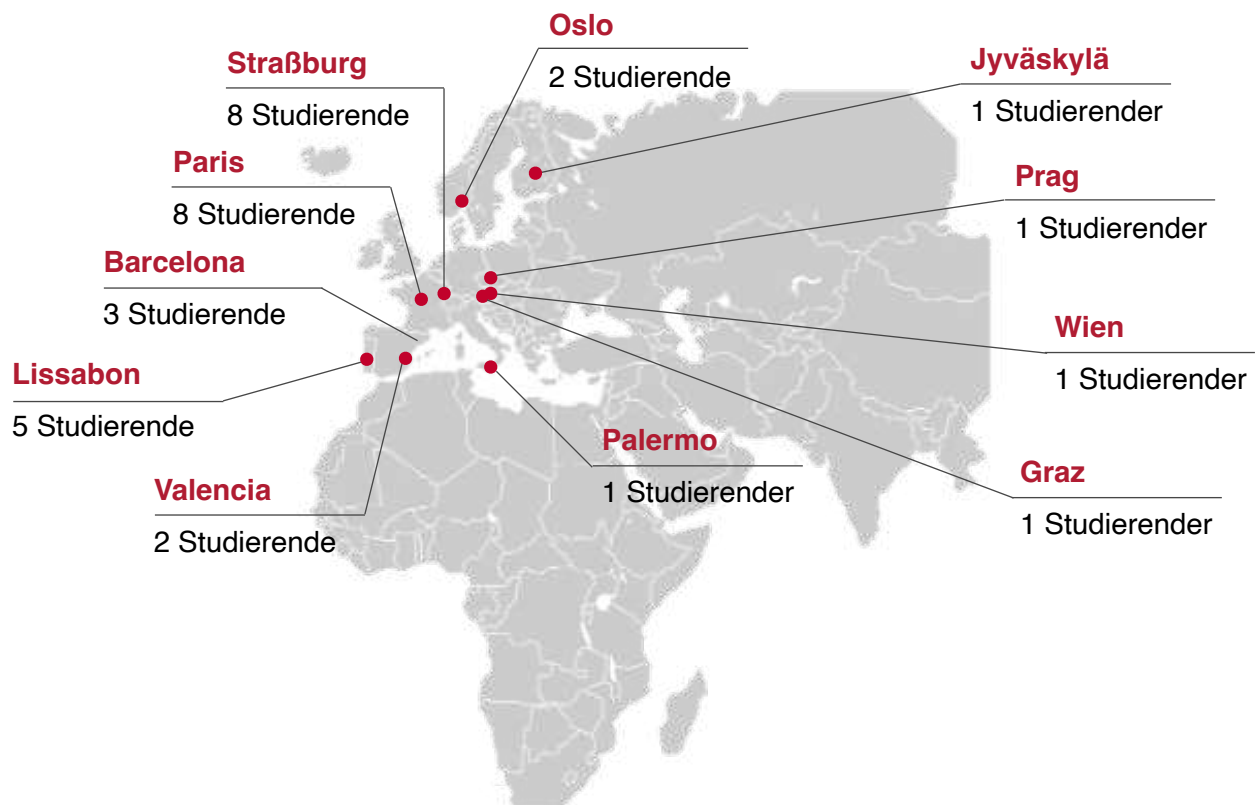 Oslo
2 Studierende
Straßburg
8 Studierende
Jyväskylä
1 Studierender
Paris
8 Studierende
Prag
1 Studierender
Barcelona
3 Studierende
Wien
1 Studierender
Lissabon
5 Studierende
Palermo
1 Studierender
Graz
1 Studierender
Valencia
2 Studierende